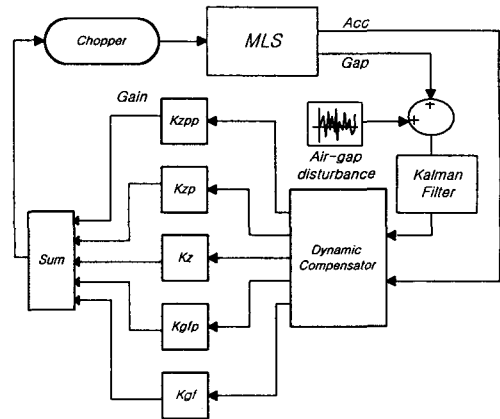 Chopper
MLS
Acc
Gap
Gain
Kzpp
+
+
Air-gap
disturbance
Kalman
Filter
Kzp
Sum
Kz
Dynamic
Compensator
Kgfp
Kgf